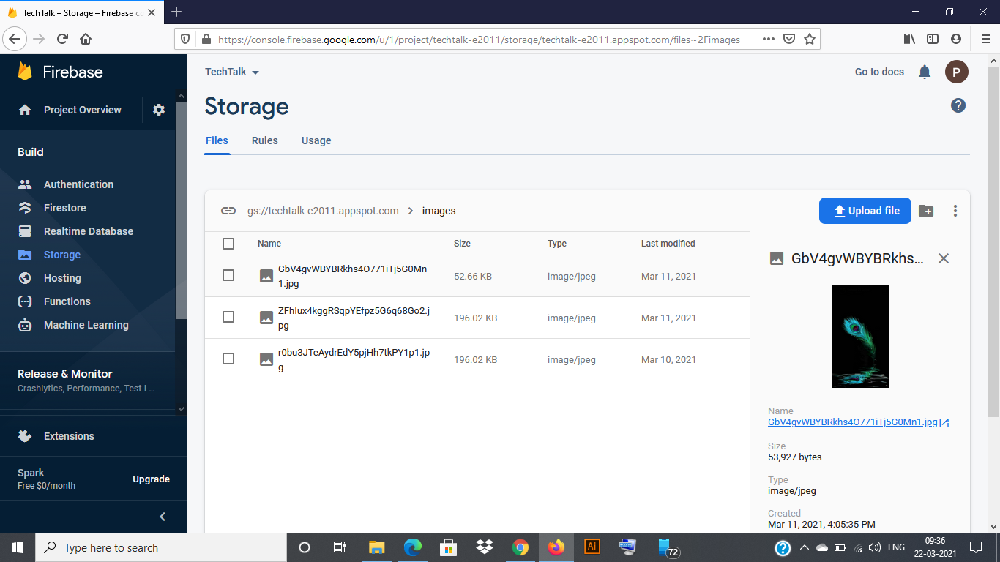 TechTalk – Storage – Firebase co
https://console.firebase.google.com/u/1/project/techtalk-e2011/storage/techtalk-e2011.appspot.com/files~2Fimages
Firebase
TechTalk
Go to docs
P
Project Overview
Storage
Files Rules Usage
Build
Authentication
Firestore
Realtime Database
Storage
Hosting
Functions
Machine Learning
Release & Monitor
Crashlytics, Performance, Test L...
Extensions
Spark
Free $0/month
Upgrade
gs://techtalk-e2011.appspot.com > images
Upload file
Name Size Type Last modified
GbV4gvWBYBRkhs4O771iTj5G0Mn
1.jpg
52.66 KB image/jpeg Mar 11, 2021
ZFhIux4kggRSqpYEfpz5G6q68Go2.j
pg
196.02 KB image/jpeg Mar 11, 2021
r0bu3JTeAydrEdY5pjHh7tkPY1p1.jp
g
196.02 KB image/jpeg Mar 10, 2021
GbV4gvWBYBRkhs...
Name
GbV4gvWBYBRkhs4O771iTj5G0Mn1.jpg
Size
53,927 bytes
Type
image/jpeg
Created
Mar 11, 2021, 4:05:35 PM
Type here to search
Ai
72
ENG
09:36
22-03-2021